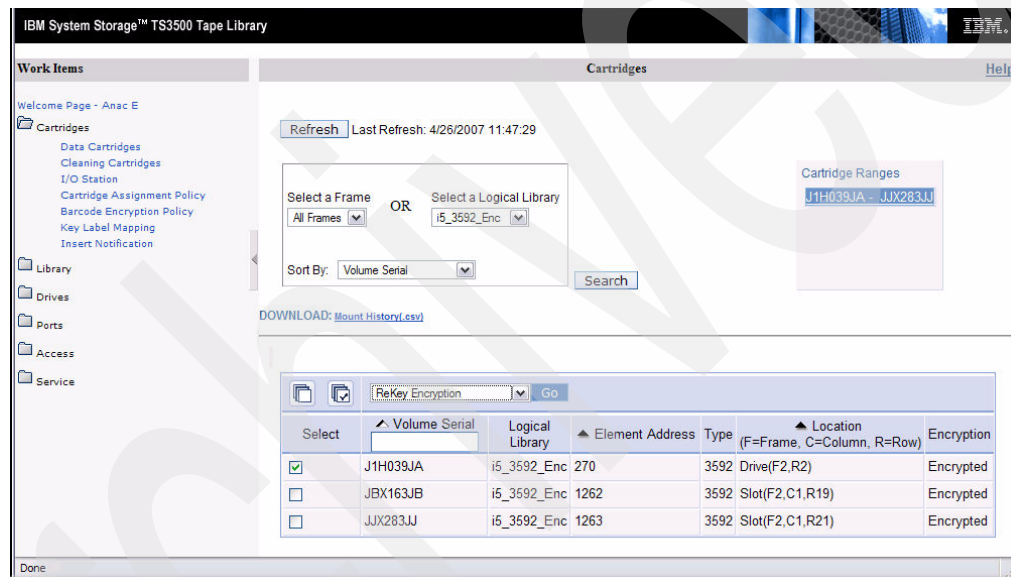 IBM System Storage™ TS3500 Tape Library
IBM.
Work Items
Cartridges
Help
Welcome Page - Anac E
Cartridges
Data Cartridges
Cleaning Cartridges
I/O Station
Cartridge Assignment Policy
Barcode Encryption Policy
Key Label Mapping
Insert Notification
Library
Drives
Ports
Access
Service
Refresh Last Refresh: 4/26/2007 11:47:29
Select a Frame OR Select a Logical Library
All Frames i5_3592_Enc
Sort By: Volume Serial
Search
Cartridge Ranges
J1H039JA - JJX283JJ
DOWNLOAD: Mount History(.csv)
ReKey Encryption Go
Select Volume Serial Logical Library Element Address Type Location (F=Frame, C=Column, R=Row) Encryption
J1H039JA i5_3592_Enc 270 3592 Drive(F2,R2) Encrypted
JBX163JB i5_3592_Enc 1262 3592 Slot(F2,C1,R19) Encrypted
JJX283JJ i5_3592_Enc 1263 3592 Slot(F2,C1,R21) Encrypted
Done